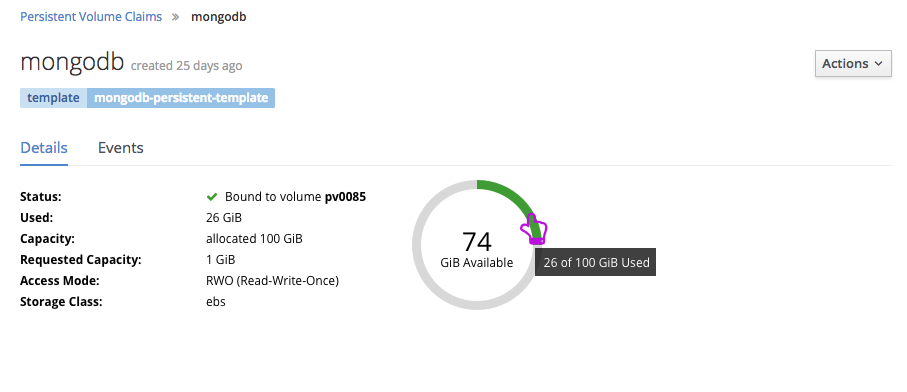 Persistent Volume Claims » mongodb
mongodb created 25 days ago
Actions
template mongodb-persistent-template
Details Events
Status: Bound to volume pv0085
Used: 26 GiB
Capacity: allocated 100 GiB
Requested Capacity: 1 GiB
Access Mode: RWO (Read-Write-Once)
Storage Class: ebs
74
GiB Available
26 of 100 GiB Used